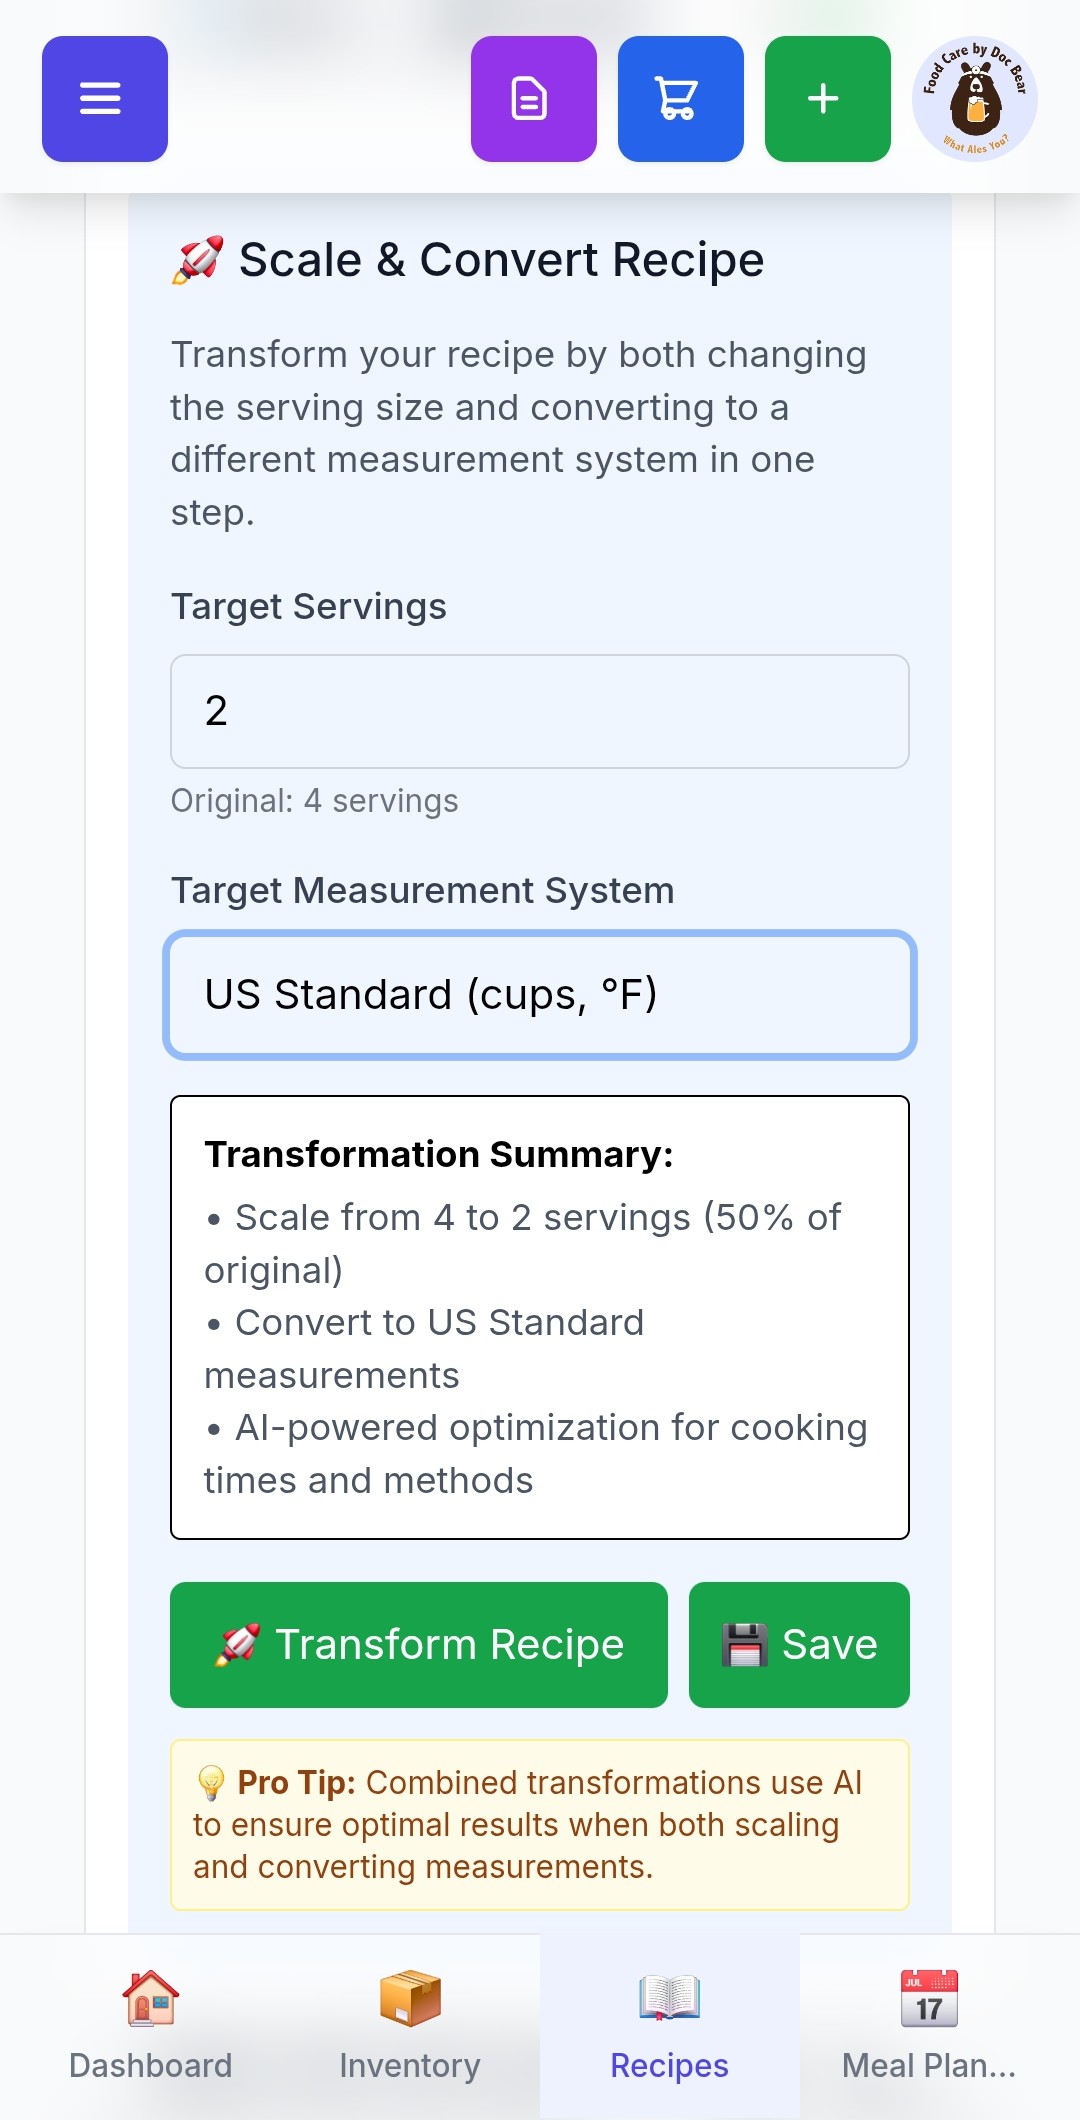 Food Care by Doc Bear
What Ales You?
🚀 Scale & Convert Recipe
Transform your recipe by both changing
the serving size and converting to a
different measurement system in one
step.
Target Servings
2
Original: 4 servings
Target Measurement System
US Standard (cups, °F)
Transformation Summary:
• Scale from 4 to 2 servings (50% of
original)
• Convert to US Standard
measurements
• AI-powered optimization for cooking
times and methods
🚀 Transform Recipe
💾 Save
💡 Pro Tip: Combined transformations use AI
to ensure optimal results when both scaling
and converting measurements.
JUL
17
Dashboard
Inventory
Recipes
Meal Plan...